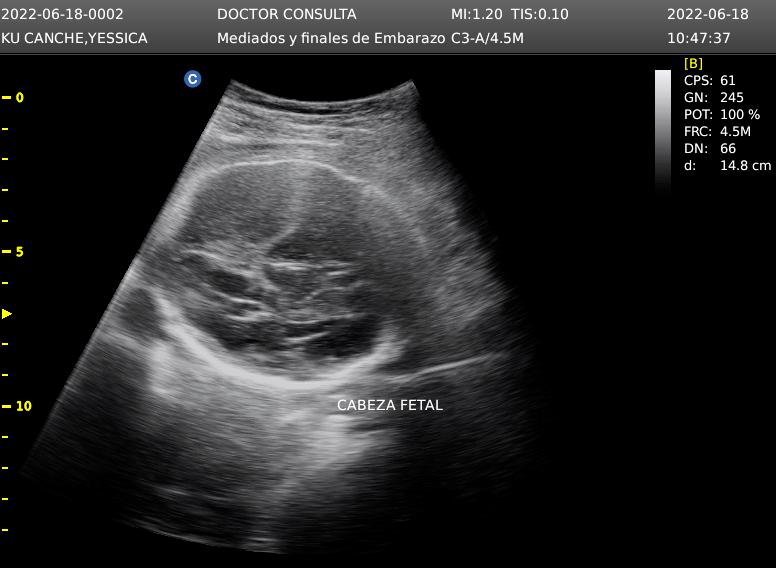 2022-06-18-0002 DOCTOR CONSULTA MI:1.20 TIS:0.10 2022-06-18
KU CANCHE,YESSICA Mediados y finales de Embarazo C3-A/4.5M 10:47:37
C
[B]
CPS: 61
GN: 245
POT: 100 %
FRC: 4.5M
DN: 66
d: 14.8 cm
0
5
10
CABEZA FETAL